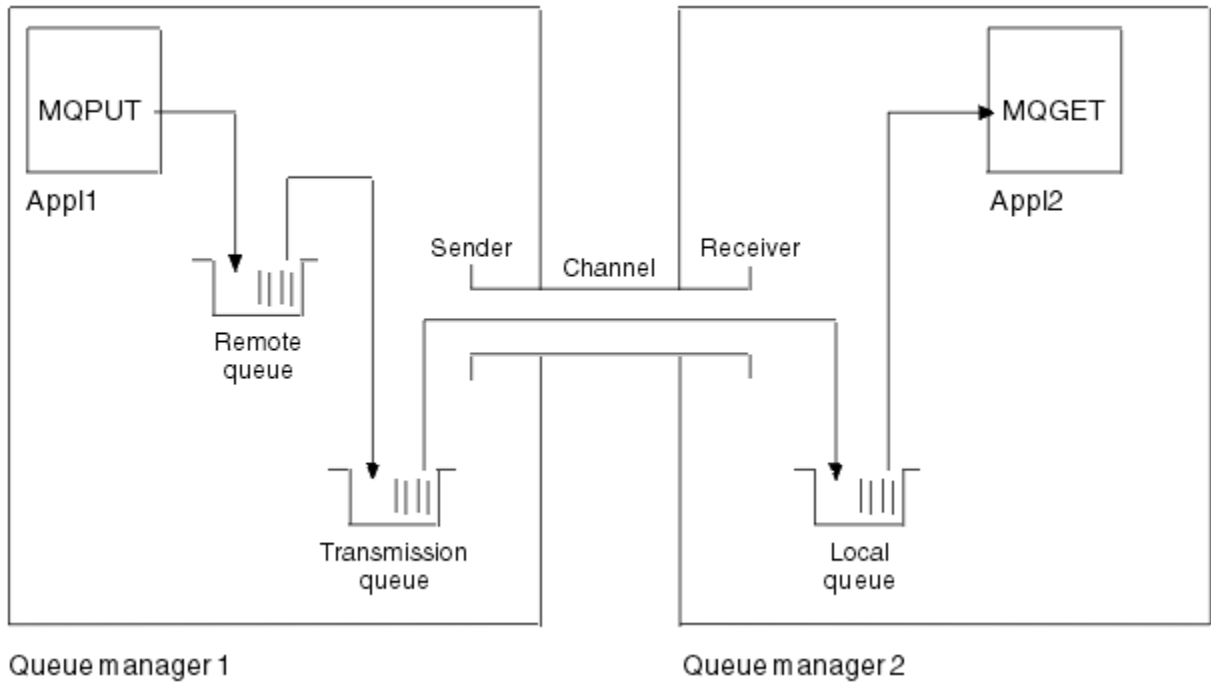 MQPUT
Appl1
Remote
queue
Transmission
queue
Sender
Channel
Receiver
MQGET
Appl2
Local
queue
Queue manager 1
Queue manager 2